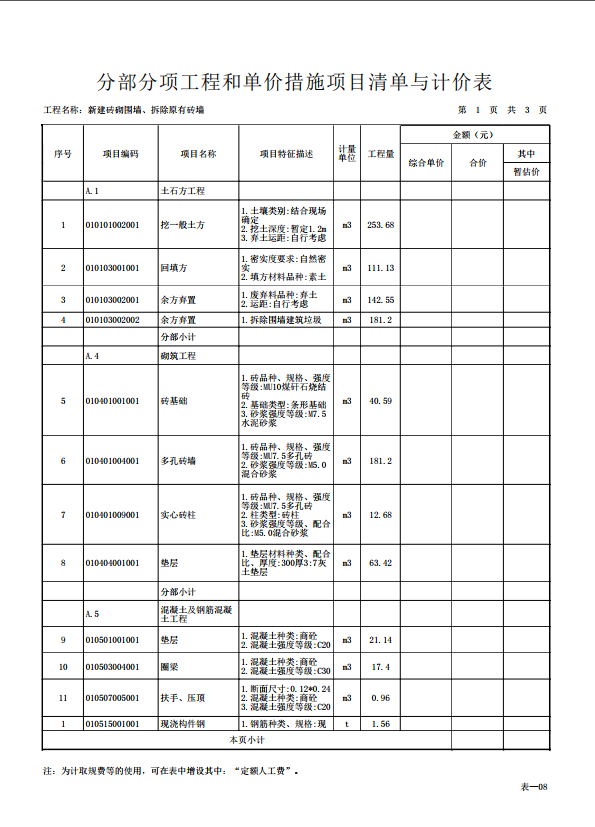 分部分项工程和单价措施项目清单与计价表
工程名称: 新建砖砌围墙、拆除原有砖墙 第 1 页 共 3 页
序号 项目编码 项目名称 项目特征描述 计量单位 工程量 金额（元）
综合单价 合价 其中
暂估价
A.1 土石方工程
1 010101002001 挖一般土方 1.土壤类别:结合现场
确定
2.挖土深度:暂定1.2m
3.弃土运距:自行考虑 m3 253.68
2 010103001001 回填方 1.密实度要求:自然密
实
2.填方材料品种:素土 m3 111.13
3 010103002001 余方弃置 1.废弃料品种:弃土
2.运距:自行考虑 m3 142.55
4 010103002002 余方弃置 1.拆除围墙建筑垃圾 m3 181.2
分部小计
A.4 砌筑工程
5 010401001001 砖基础 1.砖品种、规格、强度
等级:MU10煤矸石烧结
砖
2.基础类型:条形基础
3.砂浆强度等级:M7.5
水泥砂浆 m3 40.59
6 010401004001 多孔砖墙 1.砖品种、规格、强度
等级:MU7.5多孔砖
2.砂浆强度等级:M5.0
混合砂浆 m3 181.2
7 010401009001 实心砖柱 1.砖品种、规格、强度
等级:MU7.5多孔砖
2.柱类型:砖柱
3.砂浆强度等级、配合
比:M5.0混合砂浆 m3 12.68
8 010404001001 垫层 1.垫层材料种类、配合
比、厚度:300厚3:7灰
土垫层 m3 63.42
分部小计
A.5 混凝土及钢筋混凝
土工程
9 010501001001 垫层 1.混凝土种类:商砼
2.混凝土强度等级:C20 m3 21.14
10 010503004001 圈梁 1.混凝土种类:商砼
2.混凝土强度等级:C30 m3 17.4
11 010507005001 扶手、压顶 1.断面尺寸:0.12*0.24
2.混凝土种类:商砼
3.混凝土强度等级:C20 m3 0.96
1 010515001001 现浇构件钢 1.钢筋种类、规格:现 t 1.56
本页小计
注: 为计取规费等的使用，可在表中增设其中:“定额人工费”。
表—08